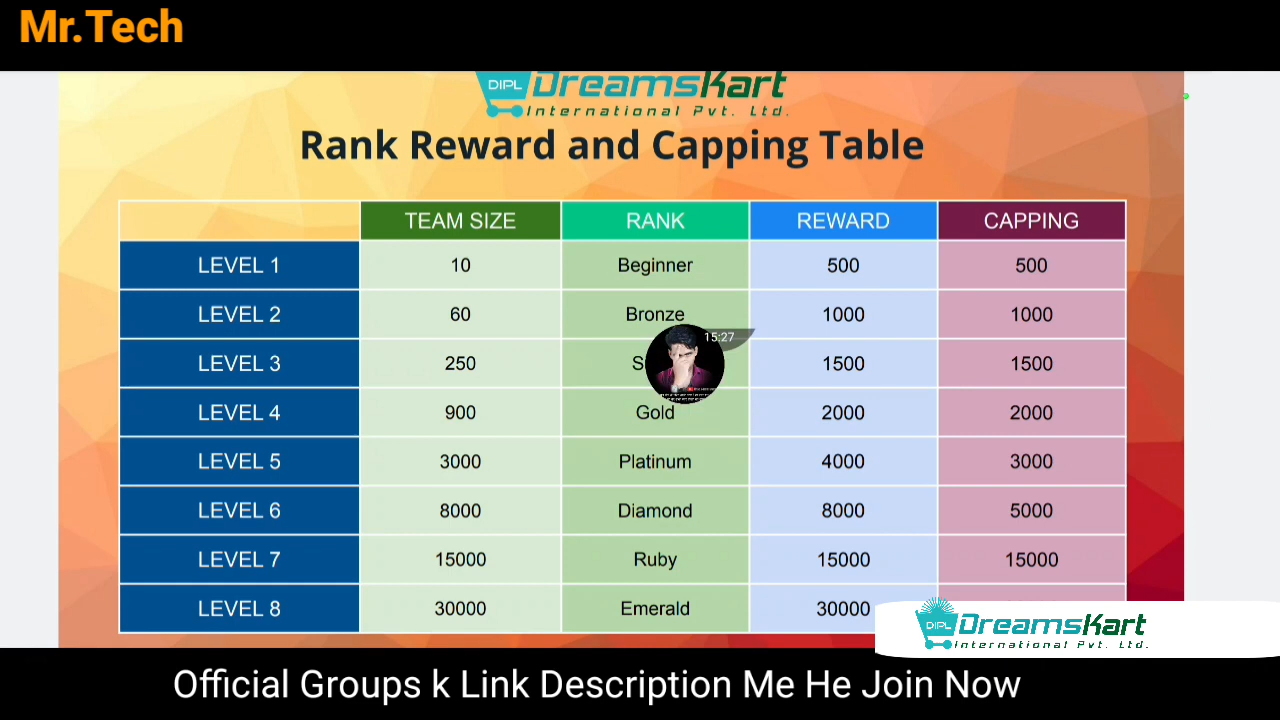 Mr.Tech
DIPL DreamsKart
International Pvt. Ltd.
Rank Reward and Capping Table
TEAM SIZE RANK REWARD CAPPING
LEVEL 1 10 Beginner 500 500
LEVEL 2 60 Bronze 1000 1000
15:27
LEVEL 3 250 1500 1500
LEVEL 4 900 Gold 2000 2000
LEVEL 5 3000 Platinum 4000 3000
LEVEL 6 8000 Diamond 8000 5000
LEVEL 7 15000 Ruby 15000 15000
LEVEL 8 30000 Emerald 30000
DIPL DreamsKart
International Pvt. Ltd.
Official Groups k Link Description Me He Join Now